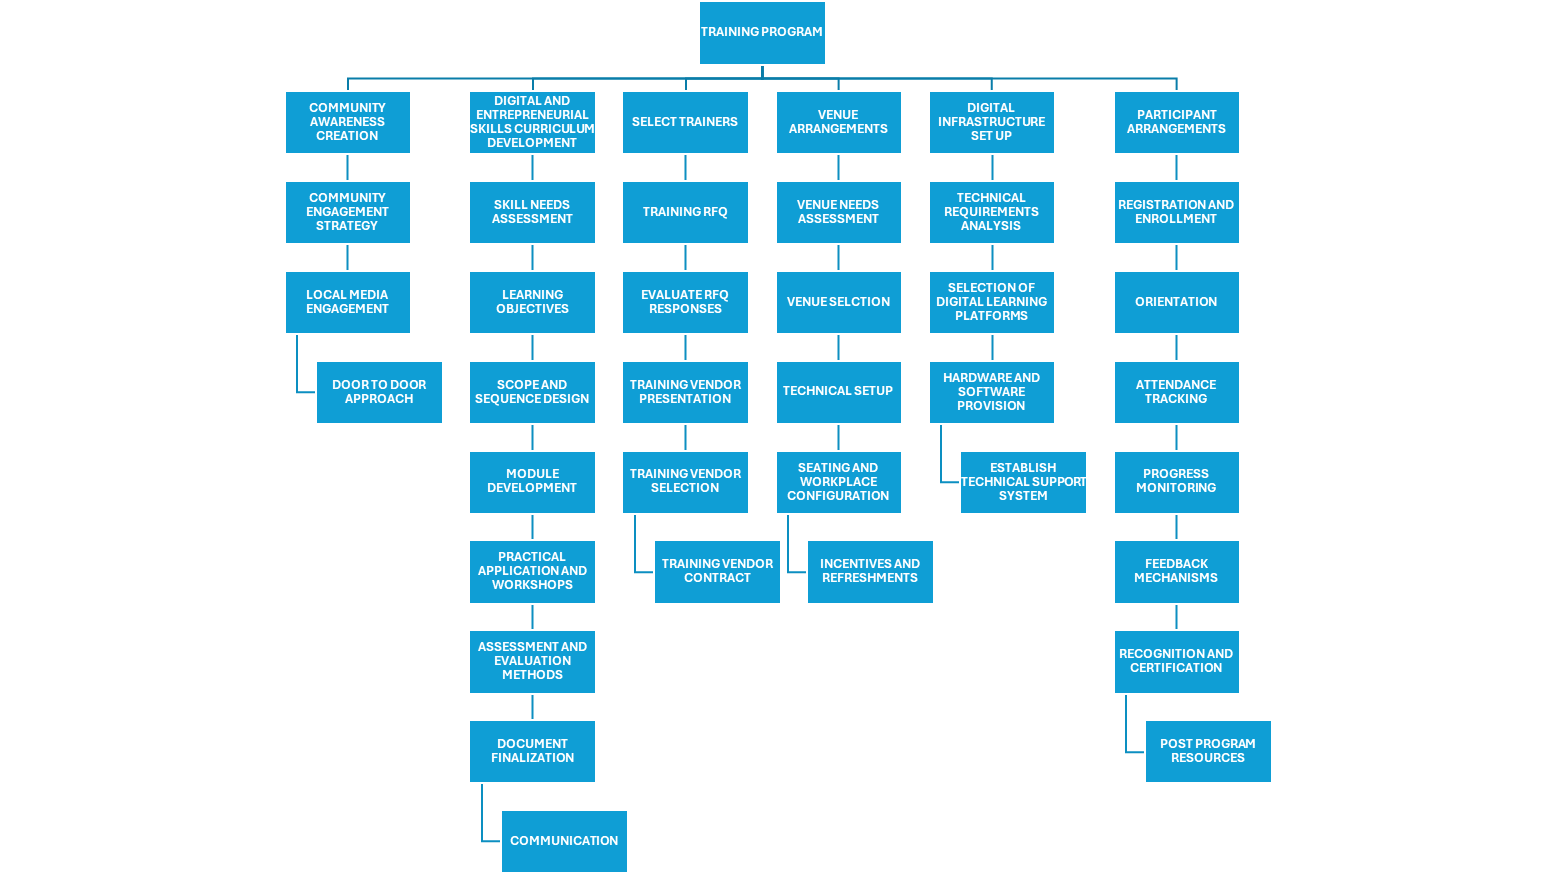 TRAINING PROGRAM
COMMUNITY
AWARENESS
CREATION
DIGITAL AND
ENTREPRENEURIAL
SKILLS CURRICULUM
DEVELOPMENT
SELECT TRAINERS
VENUE
ARRANGEMENTS
DIGITAL
INFRASTRUCTURE
SET UP
PARTICIPANT
ARRANGEMENTS
COMMUNITY
ENGAGEMENT
STRATEGY
SKILL NEEDS
ASSESSMENT
TRAINING RFQ
VENUE NEEDS
ASSESSMENT
TECHNICAL
REQUIREMENTS
ANALYSIS
REGISTRATION AND
ENROLLMENT
LOCAL MEDIA
ENGAGEMENT
LEARNING
OBJECTIVES
EVALUATE RFQ
RESPONSES
VENUE SELCTION
SELECTION OF
DIGITAL LEARNING
PLATFORMS
ORIENTATION
DOOR TO DOOR
APPROACH
SCOPE AND
SEQUENCE DESIGN
TRAINING VENDOR
PRESENTATION
TECHNICAL SETUP
HARDWARE AND
SOFTWARE
PROVISION
ATTENDANCE
TRACKING
MODULE
DEVELOPMENT
TRAINING VENDOR
SELECTION
SEATING AND
WORKPLACE
CONFIGURATION
ESTABLISH
TECHNICAL SUPPORT
SYSTEM
PROGRESS
MONITORING
PRACTICAL
APPLICATION AND
WORKSHOPS
TRAINING VENDOR
CONTRACT
INCENTIVES AND
REFRESHMENTS
FEEDBACK
MECHANISMS
ASSESSMENT AND
EVALUATION
METHODS
RECOGNITION AND
CERTIFICATION
DOCUMENT
FINALIZATION
POST PROGRAM
RESOURCES
COMMUNICATION